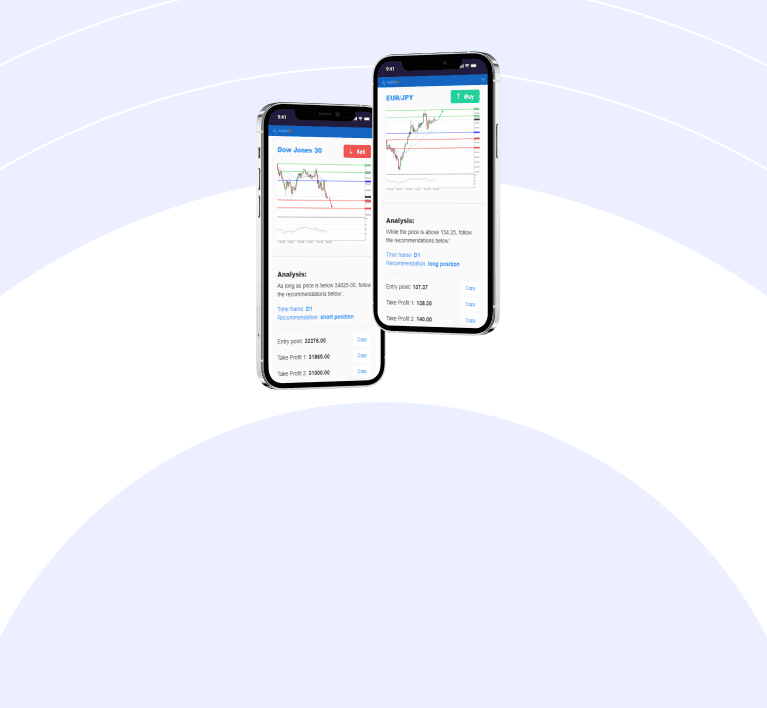 9:41
Dow Jones 30
↓ Sell
Analysis:
As long as price is below 34025.00, follow
the recommendations below:
Time frame D1
Recommendation short position
Entry point: 32276.00 Copy
Take Profit 1: 31865.00 Copy
Take Profit 2: 31000.00 Copy
9:41
EUR/JPY
↑ Buy
Analysis:
While the price is above 134.23, follow
the recommendations below:
Time frame D1
Recommendation long position
Entry point: 137.37 Copy
Take Profit 1: 138.30 Copy
Take Profit 2: 140.00 Copy